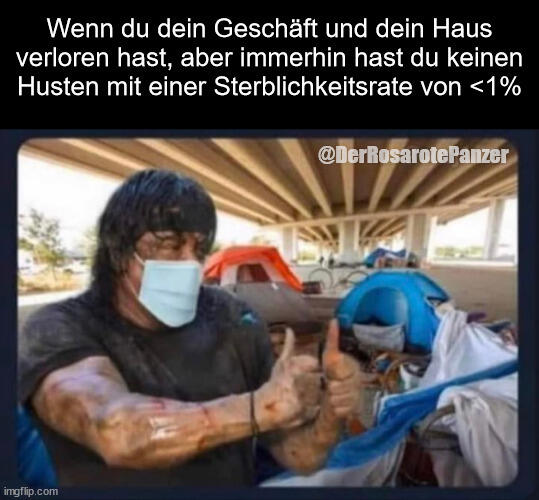 Wenn du dein Geschäft und dein Haus
verloren hast, aber immerhin hast du keinen
Husten mit einer Sterblichkeitsrate von <1%
@DerRosarotePanzer
imgflip.com